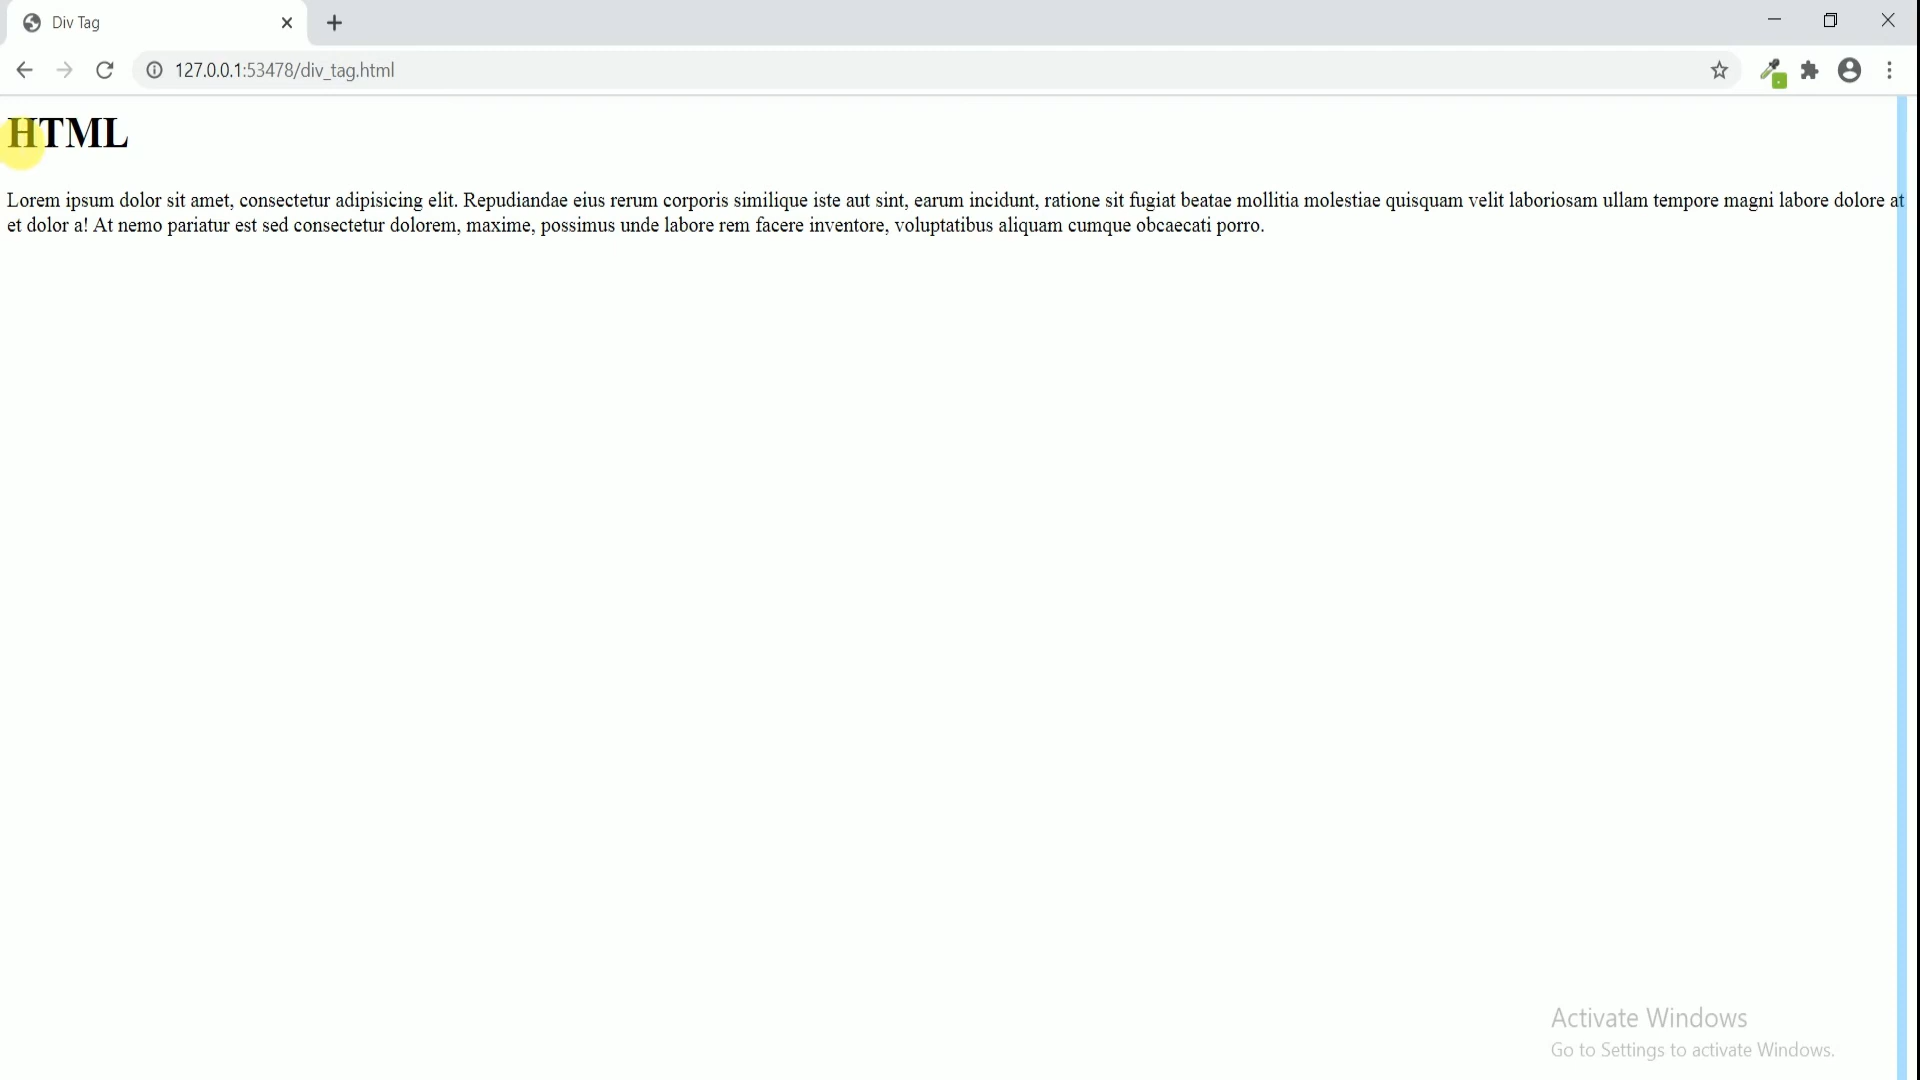 Div Tag
127.0.0.1:53478/div_tag.html
HTML
Lorem ipsum dolor sit amet, consectetur adipisicing elit. Repudiandae eius rerum corporis similique iste aut sint, earum incidunt, ratione sit fugiat beatae mollitia molestiae quisquam velit laboriosam ullam tempore magni labore dolore at
et dolor a! At nemo pariatur est sed consectetur dolorem, maxime, possimus unde labore rem facere inventore, voluptatibus aliquam cumque obcaecati porro.
Activate Windows
Go to Settings to activate Windows.